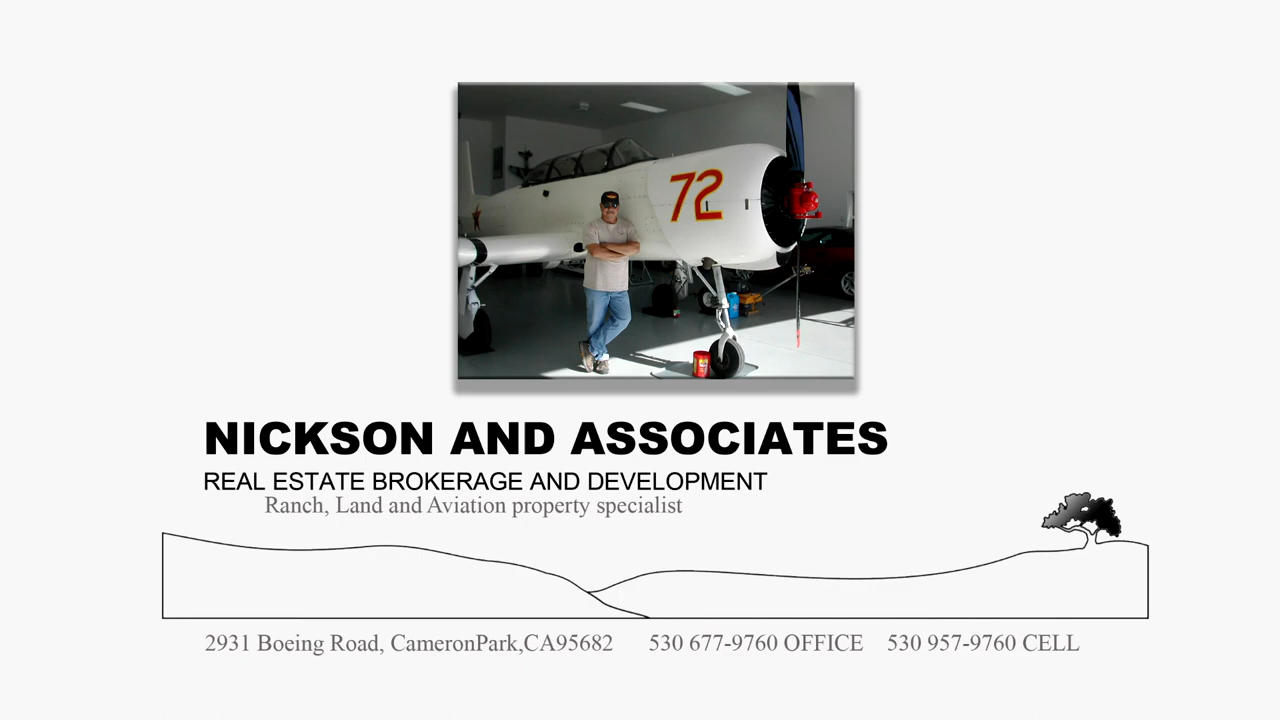 72
NICKSON AND ASSOCIATES
REAL ESTATE BROKERAGE AND DEVELOPMENT
Ranch, Land and Aviation property specialist
2931 Boeing Road, CameronPark,CA95682 530 677-9760 OFFICE 530 957-9760 CELL